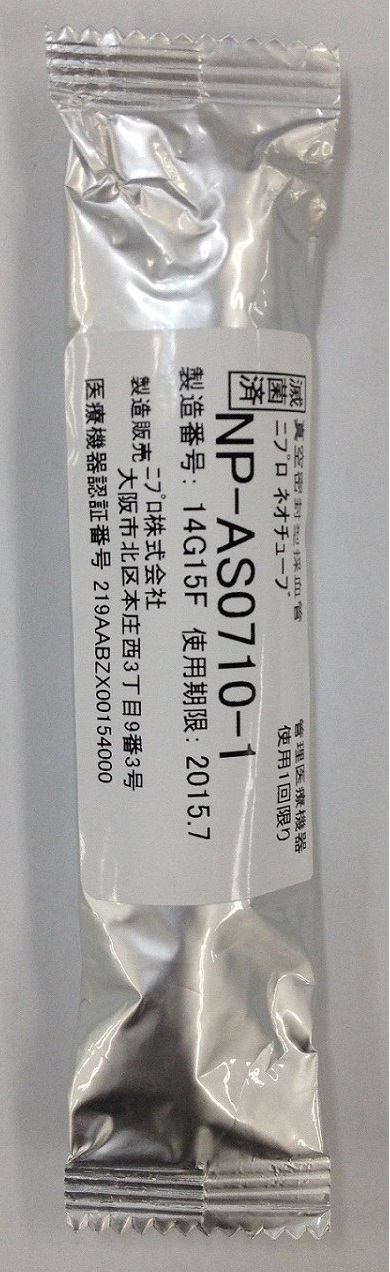 真空密封型採血管 管理医療機器
滅菌済 ニプロ ネオチューブ 使用1回限り
NP-AS0710-1
製造番号: 14G15F 使用期限: 2015.7
製造販売 ニプロ株式会社
大阪市北区本庄西3丁目9番3号
医療機器認証番号 219AABZX00154000